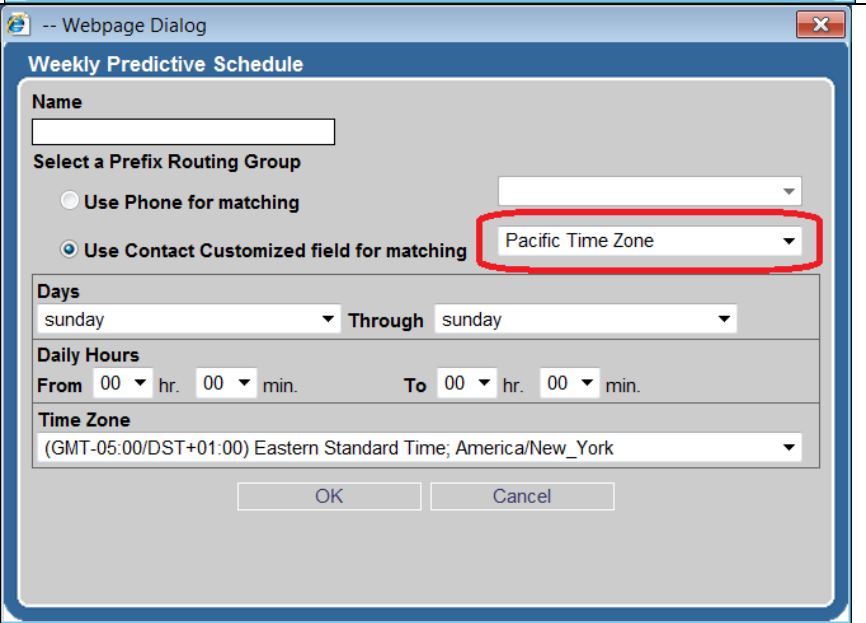 -- Webpage Dialog
Weekly Predictive Schedule
Name
Select a Prefix Routing Group
Use Phone for matching
Use Contact Customized field for matching Pacific Time Zone
Days
sunday Through sunday
Daily Hours
From 00 hr. 00 min. To 00 hr. 00 min.
Time Zone
(GMT-05:00/DST+01:00) Eastern Standard Time; America/New_York
OK Cancel